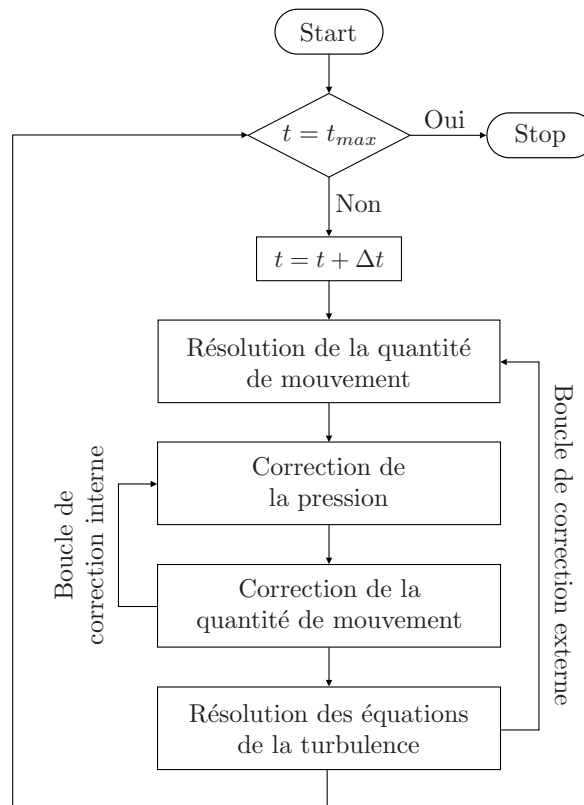 Start
t = t_max
Oui
Stop
Non
t = t + Δt
Résolution de la quantité
de mouvement
Correction de
la pression
Boucle de
correction interne
Correction de la
quantité de mouvement
Boucle de correction externe
Résolution des équations
de la turbulence